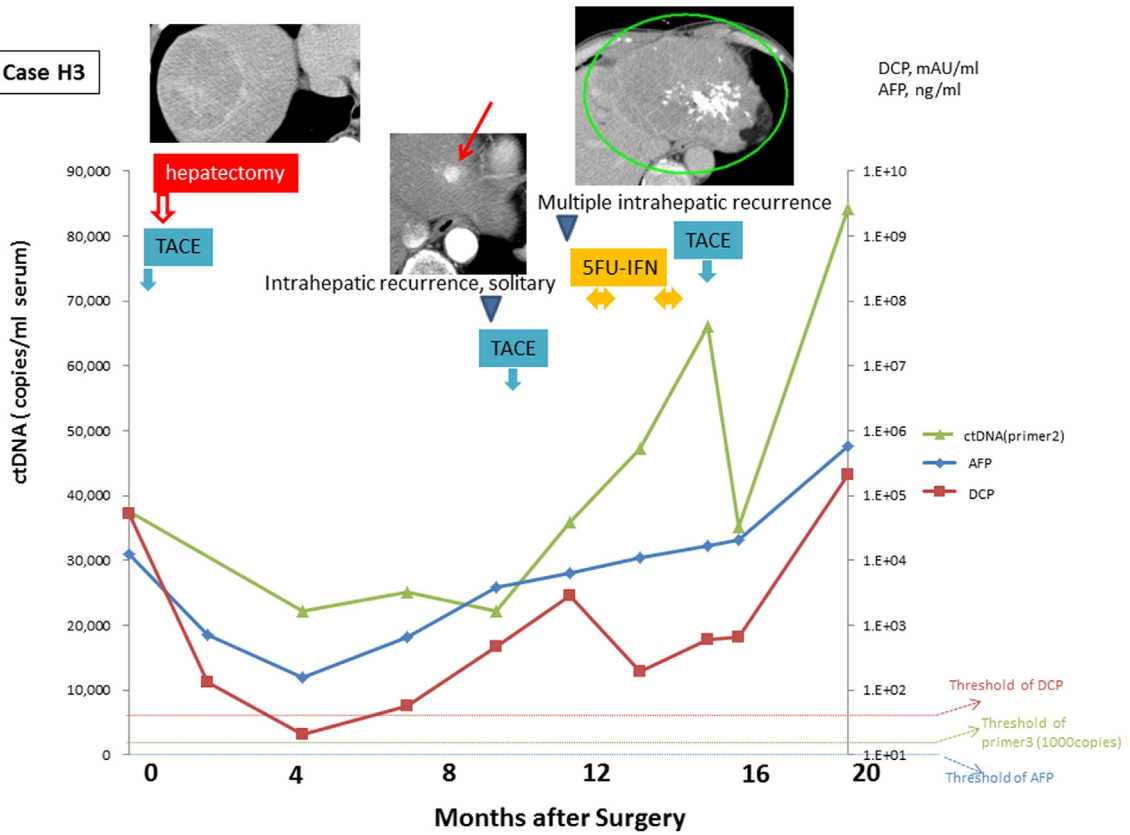 Case H3
DCP, mAU/ml
AFP, ng/ml
hepatectomy
TACE
Intrahepatic recurrence, solitary
TACE
Multiple intrahepatic recurrence
5FU-IFN
TACE
ctDNA ( copies/ml serum)
90,000
80,000
70,000
60,000
50,000
40,000
30,000
20,000
10,000
0
1.E+10
1.E+09
1.E+08
1.E+07
1.E+06
1.E+05
1.E+04
1.E+03
1.E+02
1.E+01
ctDNA(primer2)
AFP
DCP
Threshold of DCP
Threshold of
primer3 (1000copies)
Threshold of AFP
0 4 8 12 16 20
Months after Surgery